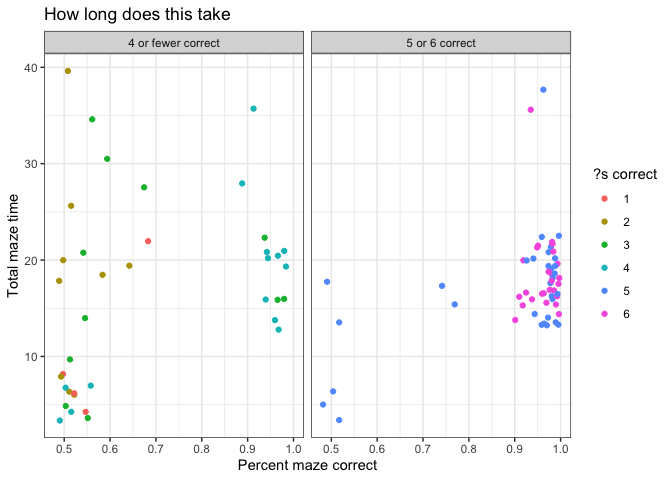 How long does this take
4 or fewer correct
5 or 6 correct
40
30
20
10
Total maze time
0.5 0.6 0.7 0.8 0.9 1.0
0.5 0.6 0.7 0.8 0.9 1.0
Percent maze correct
?s correct
1
2
3
4
5
6